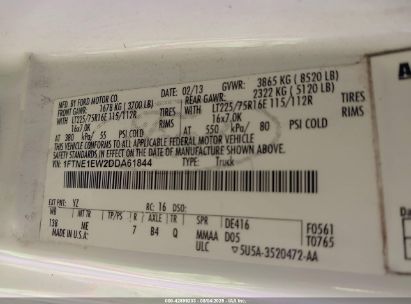 MFD. BY FORD MOTOR CO.
DATE: 02/13 GVWR: 3865 KG ( 8520 LB)
FRONT GAWR: 1678 KG ( 3700 LB) REAR GAWR: 2322 KG ( 5120 LB)
WITH LT225/75R16E 115/112R TIRES WITH LT225/75R16E 115/112R TIRES
16x7.0K RIMS 16x7.0K RIMS
AT 380 kPa/ 55 PSI COLD AT 550 kPa/ 80 PSI COLD
THIS VEHICLE CONFORMS TO ALL APPLICABLE FEDERAL MOTOR VEHICLE
SAFETY STANDARD IN EFFECT ON THE DATE OF MANUFACTURE SHOWN ABOVE.
VIN: 1FTNE1EW2DDA61844 TYPE: Truck
EXT PNT: YZ RC: 16 DSO:
WB MT TR TP/PS R AXLE TR SPR DE416 F0561
138 ME 7 B4 Q MMAA D05 T0765
MADE IN U.S.A. ULC 5U5A-3520472-AA